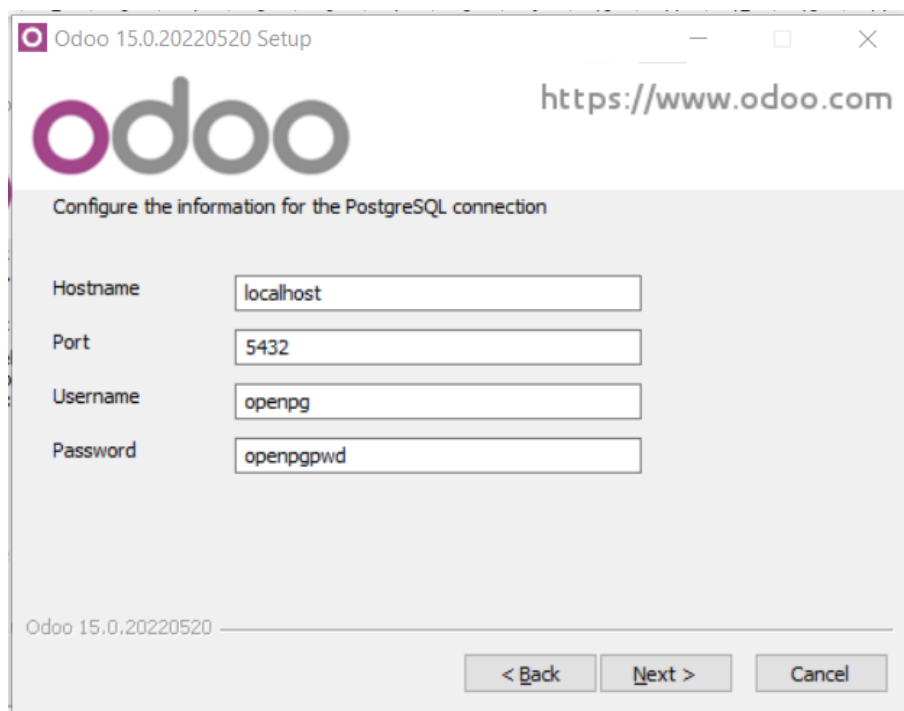 Odoo 15.0.20220520 Setup
odoo
https://www.odoo.com
Configure the information for the PostgreSQL connection
Hostname
localhost
Port
5432
Username
openpg
Password
openpgpwd
Odoo 15.0.20220520
< Back
Next >
Cancel